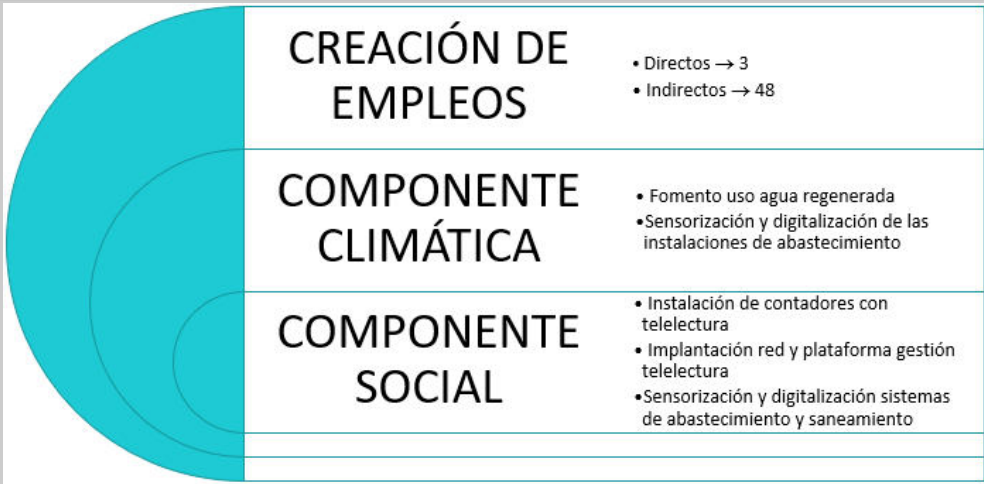 CREACIÓN DE
EMPLEOS
• Directos → 3
• Indirectos → 48
COMPONENTE
CLIMÁTICA
• Fomento uso agua regenerada
•Sensorización y digitalización de las
instalaciones de abastecimiento
COMPONENTE
SOCIAL
• Instalación de contadores con
telelectura
• Implantación red y plataforma gestión
telelectura
•Sensorización y digitalización sistemas
de abastecimiento y saneamiento